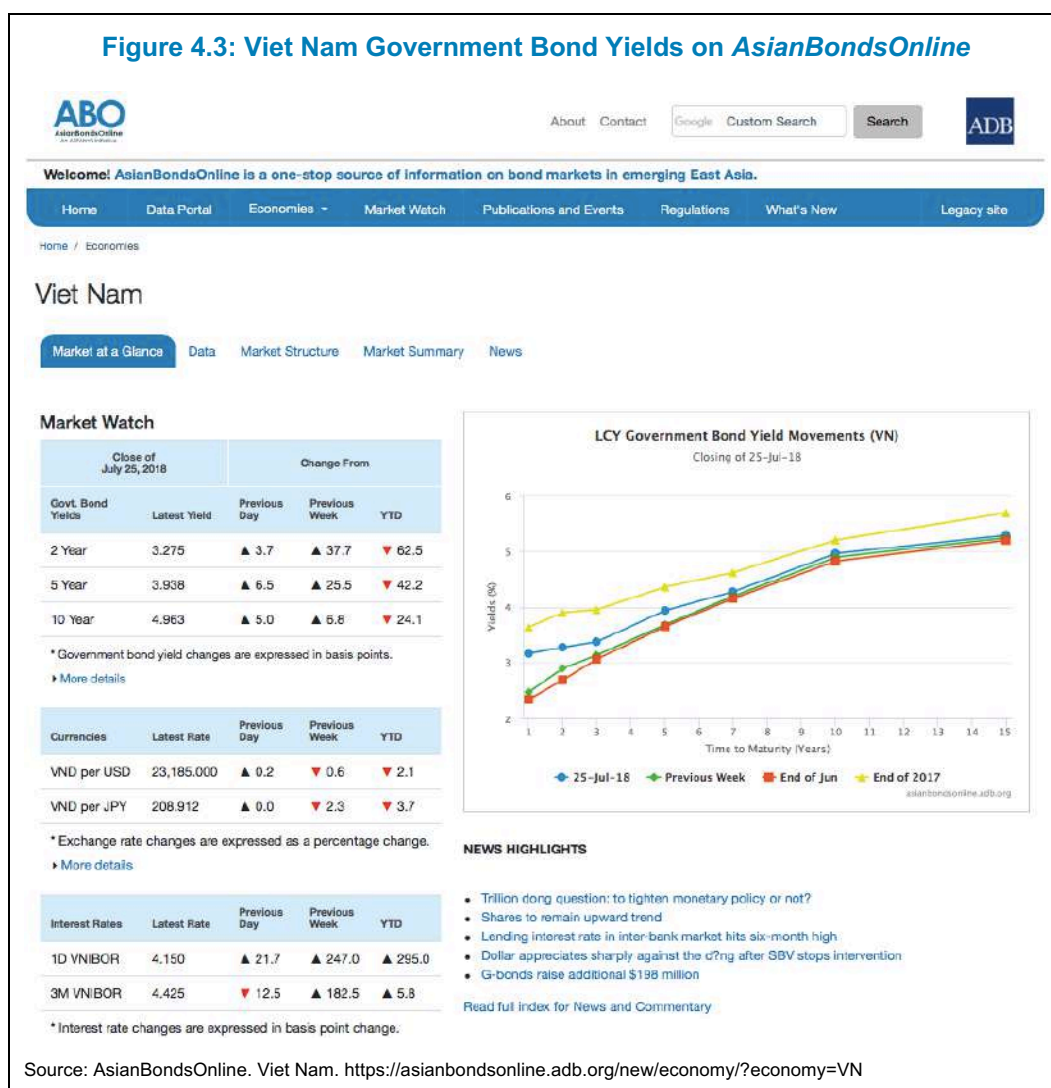 Figure 4.3: Viet Nam Government Bond Yields on AsianBondsOnline
ABO
AsianBondsOnline
About Contact Google Custom Search Search ADB
Welcome! AsianBondsOnline is a one-stop source of information on bond markets in emerging East Asia.
Home Data Portal Economies Market Watch Publications and Events Regulations What's New Legacy site
Home / Economies
Viet Nam
Market at a Glance Data Market Structure Market Summary News
Market Watch
Close of
July 25, 2018
Change From
Govt. Bond
Yields
Latest Yield
Previous
Day
Previous
Week
YTD
2 Year 3.275 ▲ 3.7 ▲ 37.7 ▼ 62.5
5 Year 3.938 ▲ 6.5 ▲ 25.5 ▼ 42.2
10 Year 4.963 ▲ 5.0 ▲ 6.8 ▼ 24.1
* Government bond yield changes are expressed in basis points.
More details
Currencies
Latest Rate
Previous
Day
Previous
Week
YTD
VND per USD 23,185.000 ▲ 0.2 ▼ 0.6 ▼ 2.1
VND per JPY 208.912 ▲ 0.0 ▼ 2.3 ▼ 3.7
* Exchange rate changes are expressed as a percentage change.
More details
Interest Rates
Latest Rate
Previous
Day
Previous
Week
YTD
1D VNIBOR 4.150 ▲ 21.7 ▲ 247.0 ▲ 295.0
3M VNIBOR 4.425 ▼ 12.5 ▲ 182.5 ▲ 5.8
* Interest rate changes are expressed in basis point change.
LCY Government Bond Yield Movements (VN)
Closing of 25-Jul-18
6
5
4
3
2
Yields (%)
1 2 3 4 5 6 7 8 9 10 11 12 13 14 15
Time to Maturity (Years)
25-Jul-18 Previous Week End of Jun End of 2017
asianbondsonline.adb.org
NEWS HIGHLIGHTS
Trillion dong question: to tighten monetary policy or not?
Shares to remain upward trend
Lending interest rate in inter-bank market hits six-month high
Dollar appreciates sharply against the d?ng after SBV stops intervention
G-bonds raise additional $198 million
Read full index for News and Commentary
Source: AsianBondsOnline. Viet Nam. https://asianbondsonline.adb.org/new/economy/?economy=VN